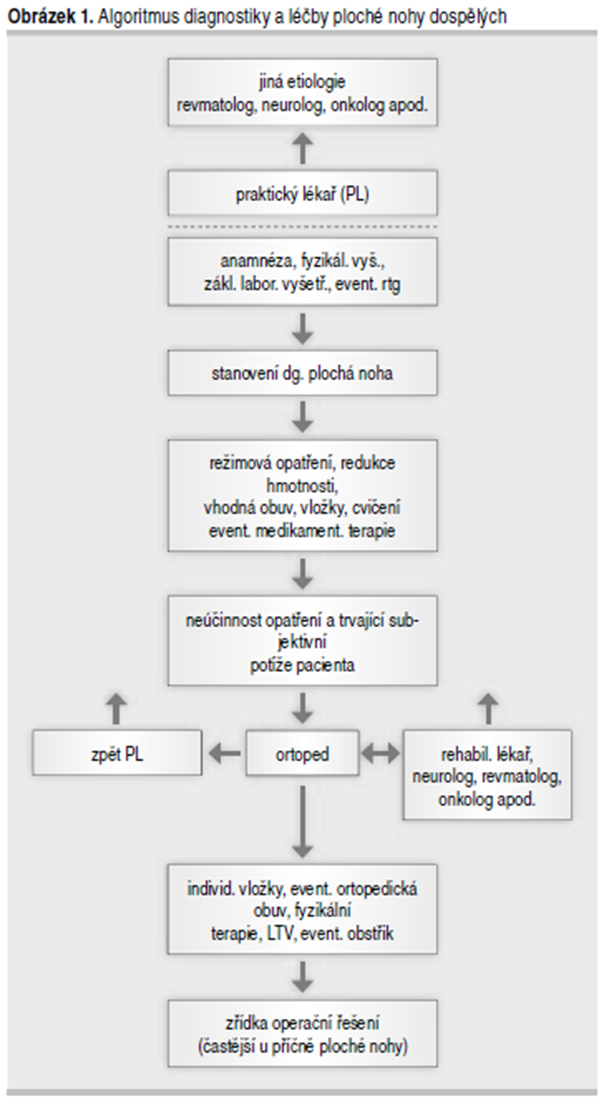 Obrázek 1. Algoritmus diagnostiky a léčby ploché nohy dospělých
jiná etiologie
revmatolog, neurolog, onkolog apod.
praktický lékař (PL)
anamnéza, fyzikál. vyš.,
zákl. labor. vyšetř., event. rtg
stanovení dg. plochá noha
režimová opatření, redukce
hmotnosti,
vhodná obuv, vložky, cvičení
event. medikament. terapie
neúčinnost opatření a trvající sub-
jektivní
potíže pacienta
zpět PL
ortoped
rehabil. lékař,
neurolog, revmatolog,
onkolog apod.
individ. vložky, event. ortopedická
obuv, fyzikální
terapie, LTV, event. obstřik
zřídka operační řešení
(častější u příčně ploché nohy)